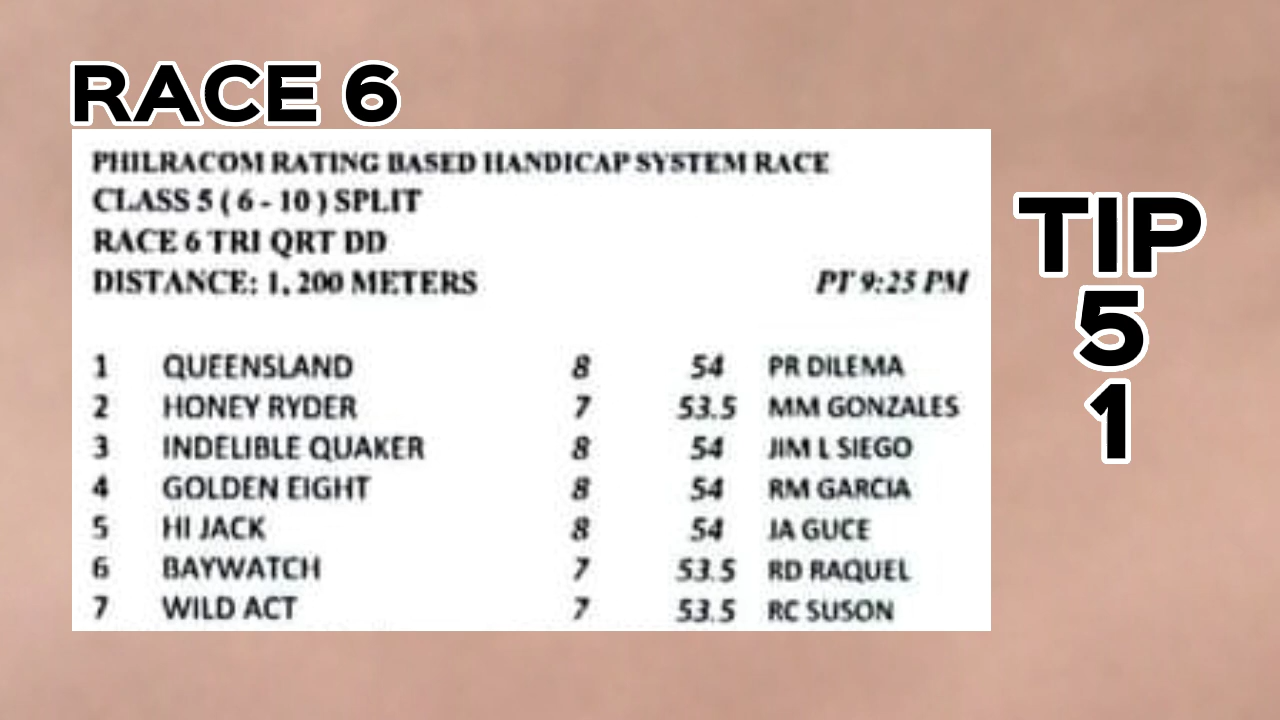 RACE 6
PHILRACOM RATING BASED HANDICAP SYSTEM RACE
CLASS 5 ( 6 - 10 ) SPLIT
RACE 6 TRI QRT DD
DISTANCE: 1, 200 METERS PT 9:25 PM
1 QUEENSLAND 8 54 PR DILEMA
2 HONEY RYDER 7 53.5 MM GONZALES
3 INDELIBLE QUAKER 8 54 JIM L SIEGO
4 GOLDEN EIGHT 8 54 RM GARCIA
5 HI JACK 8 54 JA GUCE
6 BAYWATCH 7 53.5 RD RAQUEL
7 WILD ACT 7 53.5 RC SUSON
TIP
5
1